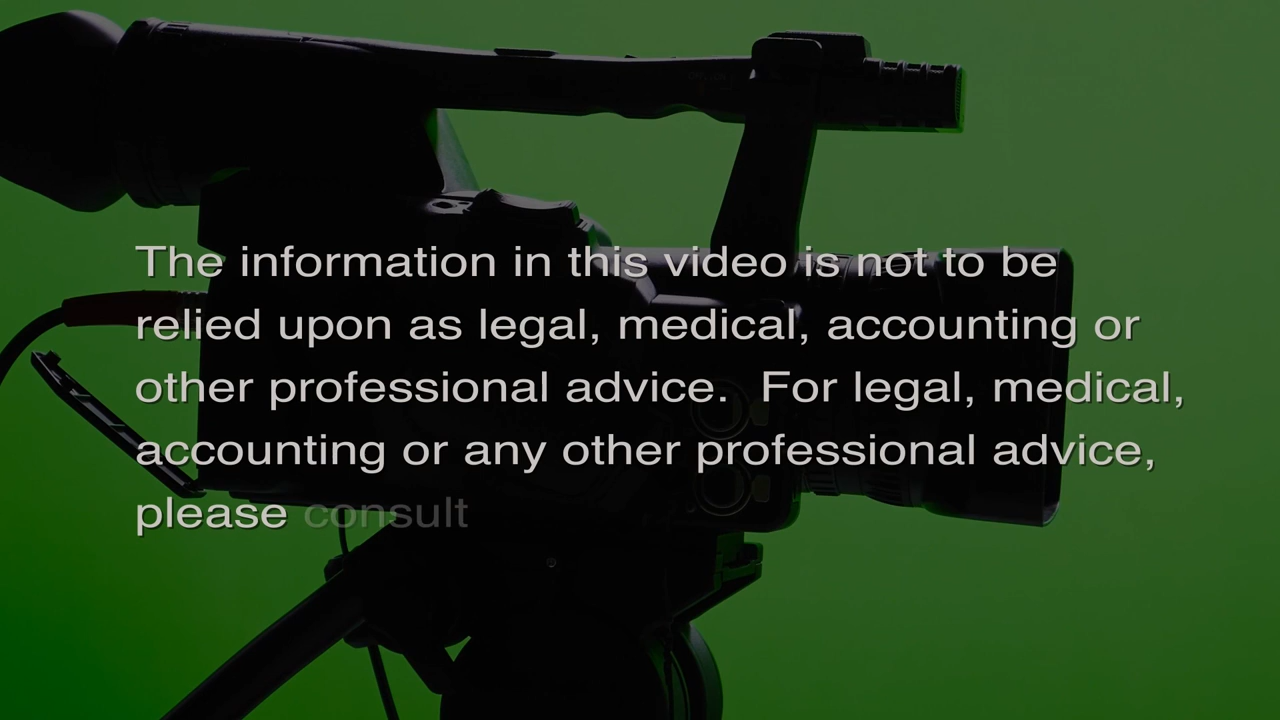 The information in this video is not to be
relied upon as legal, medical, accounting or
other professional advice.  For legal, medical,
accounting or any other professional advice,
please consult